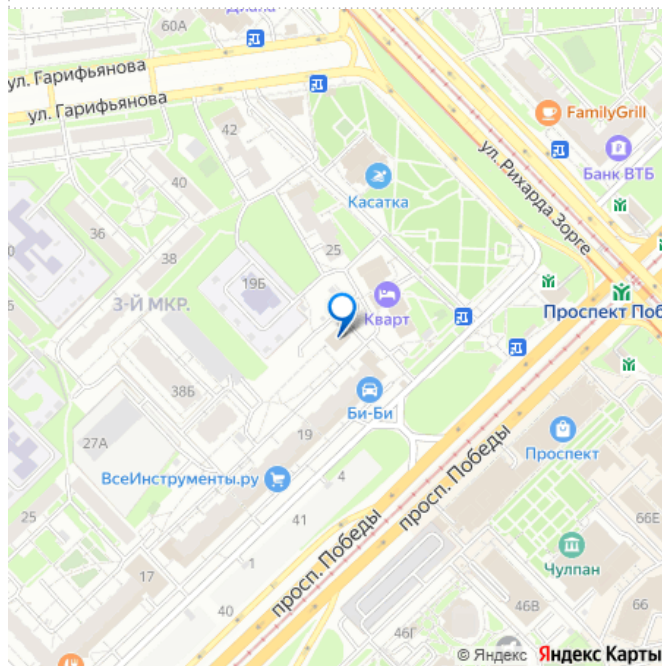 60А
ул. Гарифьянова
ул. Гарифьянова
FamilyGrill
42
ул. Рихарда Зорге
Банк ВТБ
40
Касатка
36
38
25
19Б
3-Й МКР.
Кварт
Проспект Поб
38Б
Би-Би
27А
19
Проспект
ВсеИнструменты.ру
4
просп. Победы
25
41
просп. Победы
66Е
Чулпан
17
1
40
46В
66
46Г
© Яндекс Яндекс Карты